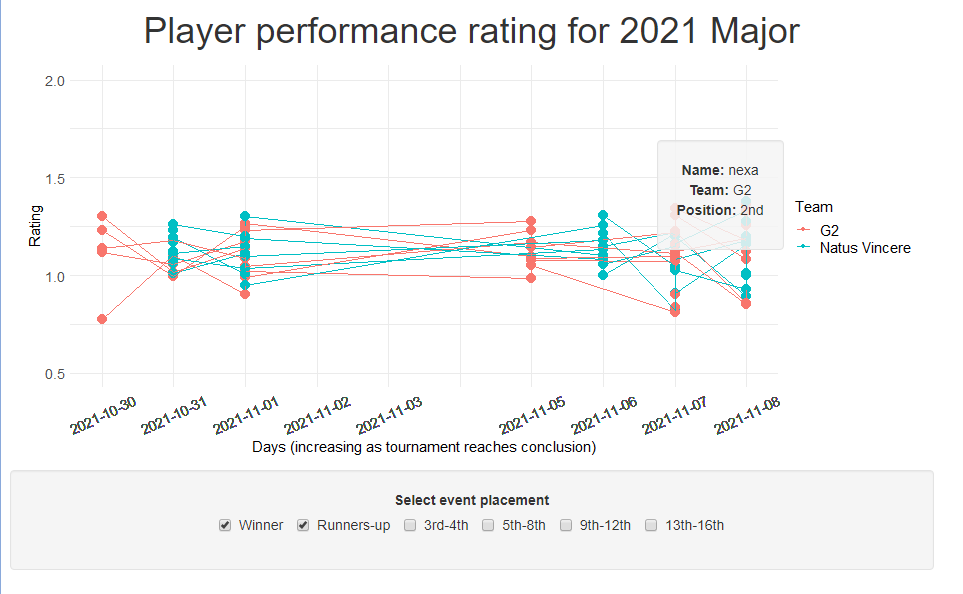 Player performance rating for 2021 Major
2.0
1.5
1.0
0.5
Rating
Name: nexa
Team: G2
Position: 2nd
Team
G2
Natus Vincere
2021-10-30
2021-10-31
2021-11-01
2021-11-02
2021-11-03
2021-11-05
2021-11-06
2021-11-07
2021-11-08
Days (increasing as tournament reaches conclusion)
Select event placement
Winner Runners-up 3rd-4th 5th-8th 9th-12th 13th-16th